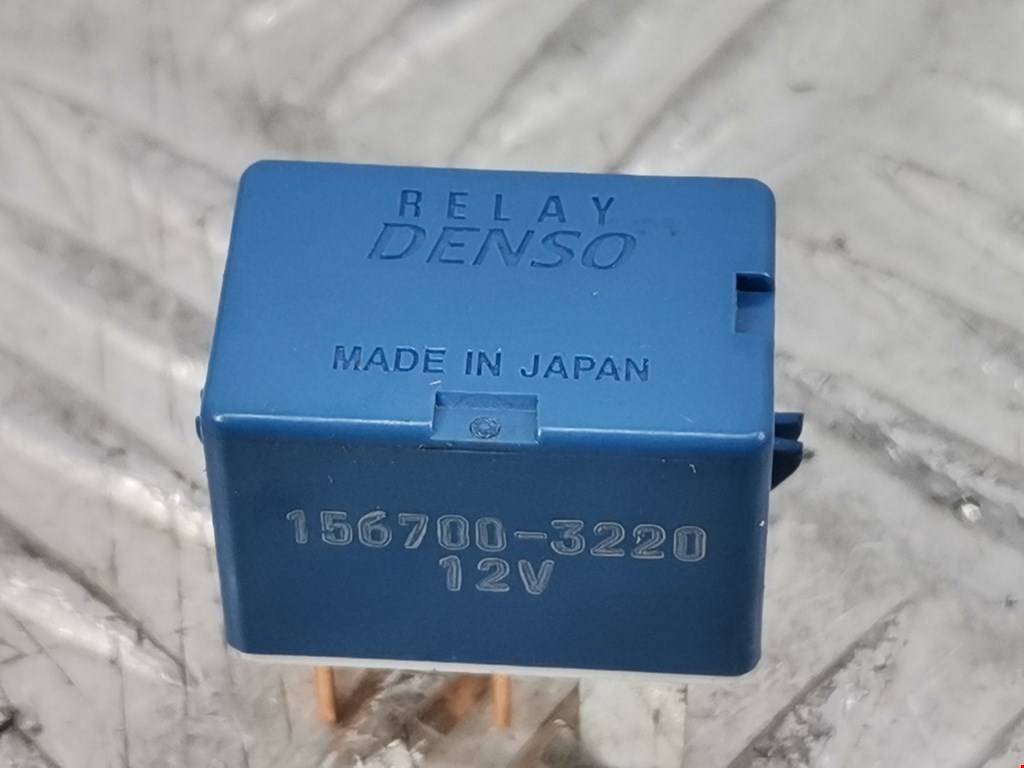 RELAY
DENSO
MADE IN JAPAN
156700-3220
12V